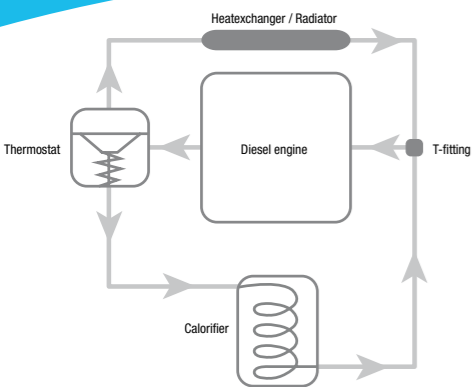 Heatexchanger / Radiator
Thermostat
Diesel engine
T-fitting
Calorifier